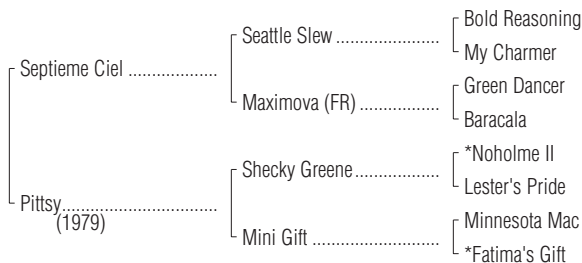 Bold Reasoning
Seattle Slew ........................
My Charmer
Septieme Ciel ....................
Green Dancer
Maximova (FR) ..................
Baracala
*Noholme II
Shecky Greene...................
Lester's Pride
Pittsy...................................
(1979)
Minnesota Mac
Mini Gift .............................
*Fatima's Gift